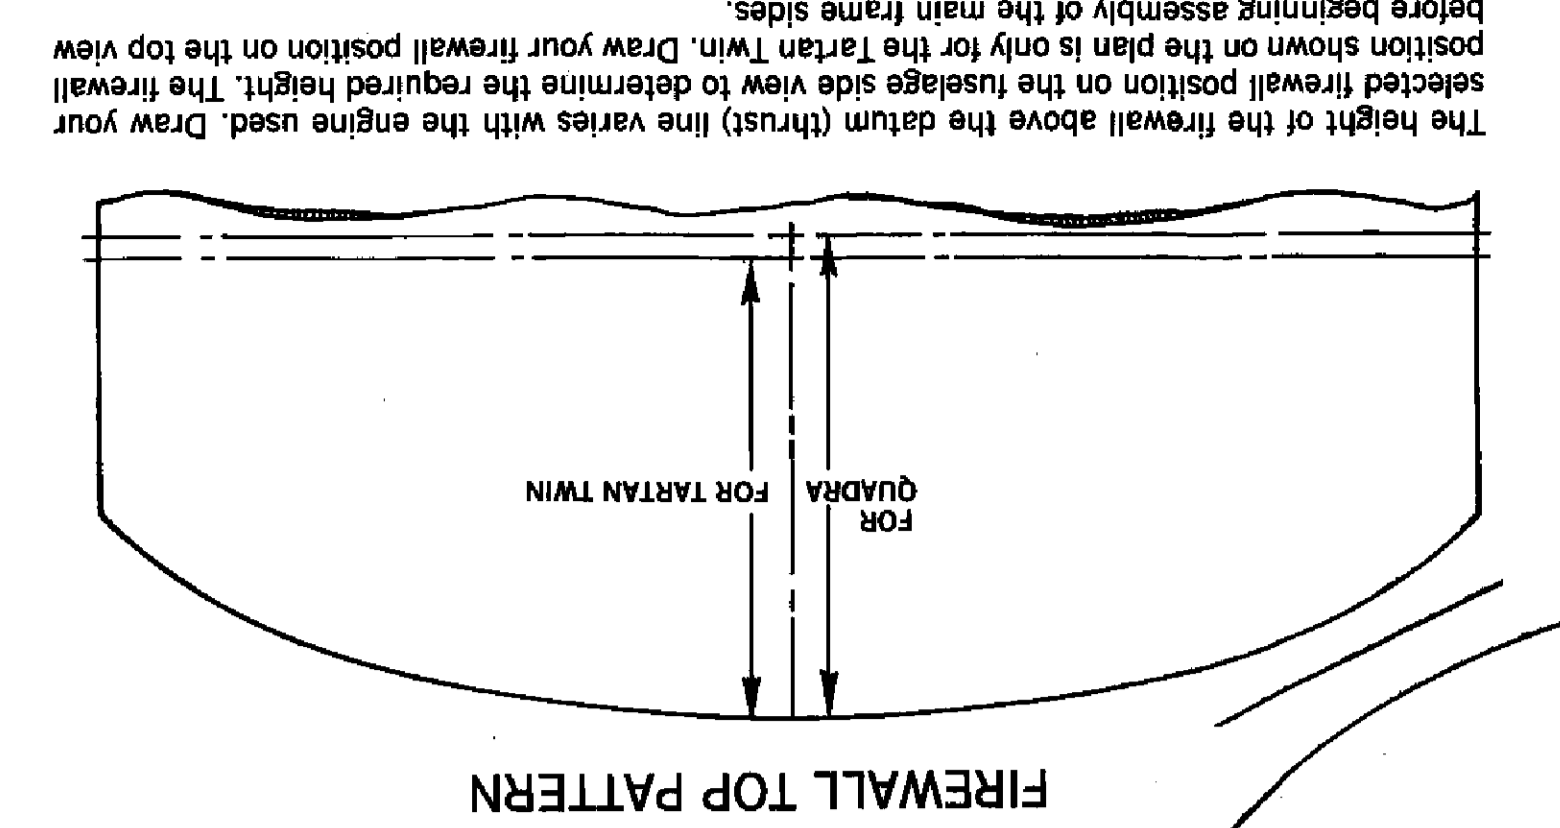 FIREWALL TOP PATTERN
FOR
QUADRA
FOR TARTAN TWIN
The height of the firewall above the datum (thrust) line varies with the engine used. Draw your
selected firewall position on the fuselage side view to determine the required height. The firewall
position shown on the plan is only for the Tartan Twin. Draw your firewall position on the top view
before beginning assembly of the main frame sides.